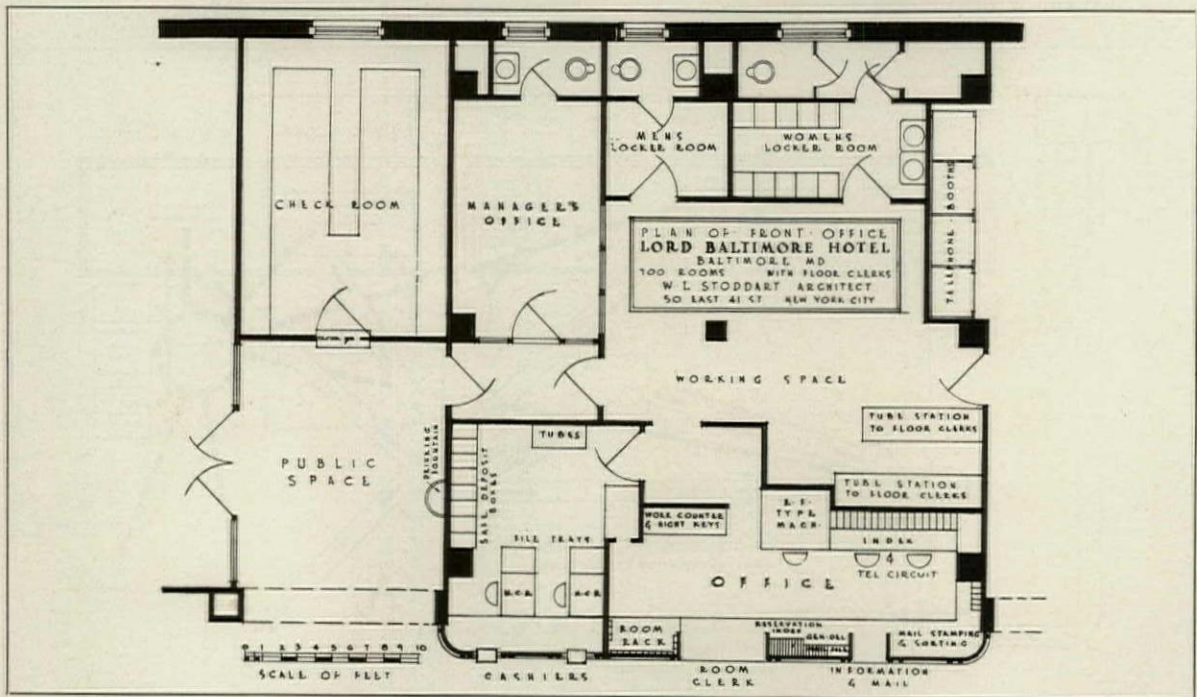 MENS
LOCKER ROOM
WOMENS
LOCKER ROOM
CHECK ROOM
MANAGER'S
OFFICE
TELEPHONE · BOOTHS
PLAN · OF · FRONT · OFFICE
LORD BALTIMORE HOTEL
BALTIMORE MD
700 ROOMS WITH FLOOR CLERKS
W · L STODDART ARCHITECT
50 EAST 41 ST NEW YORK CITY
WORKING SPACE
TUBE STATION
TO FLOOR CLERKS
TUBES
DRINKING
FOUNTAIN
PUBLIC
SPACE
SAFE DEPOSIT
BOXES
TUBE STATION
TO FLOOR CLERKS
WORK COUNTER
& NIGHT KEYS
TYPE
MACH.
INDEX
FILE TRAYS
4
TEL CIRCUIT
OFFICE
N.C.R.
N.C.R.
ROOM
RACK
RESERVATION
INDEX
GEN · DEL
MAIL STAMPING
& SORTING
0 1 2 3 4 5 6 7 8 9 10
SCALE OF FEET
CASHIERS
ROOM
CLERK
INFORMATION
& MAIL